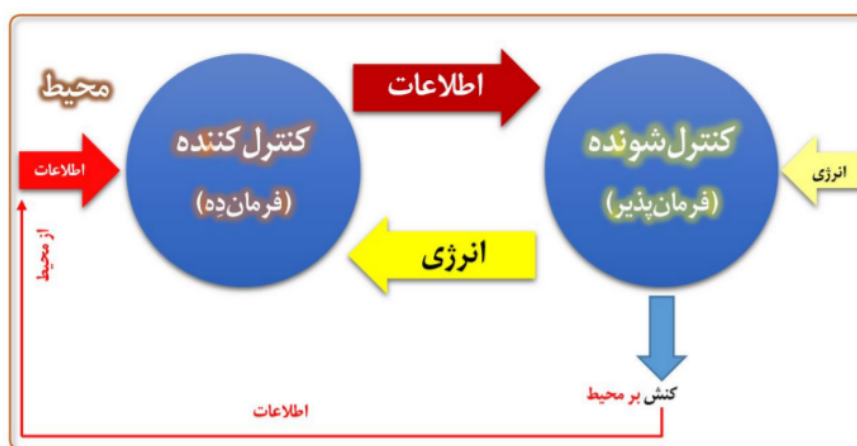 محیط
اطلاعات
کنترل‌شونده
(فرمان‌پذیر)
کنترل‌کننده
(فرمان‌دِه)
انرژی
اطلاعات
انرژی
از محیط
کنش بر محیط
اطلاعات